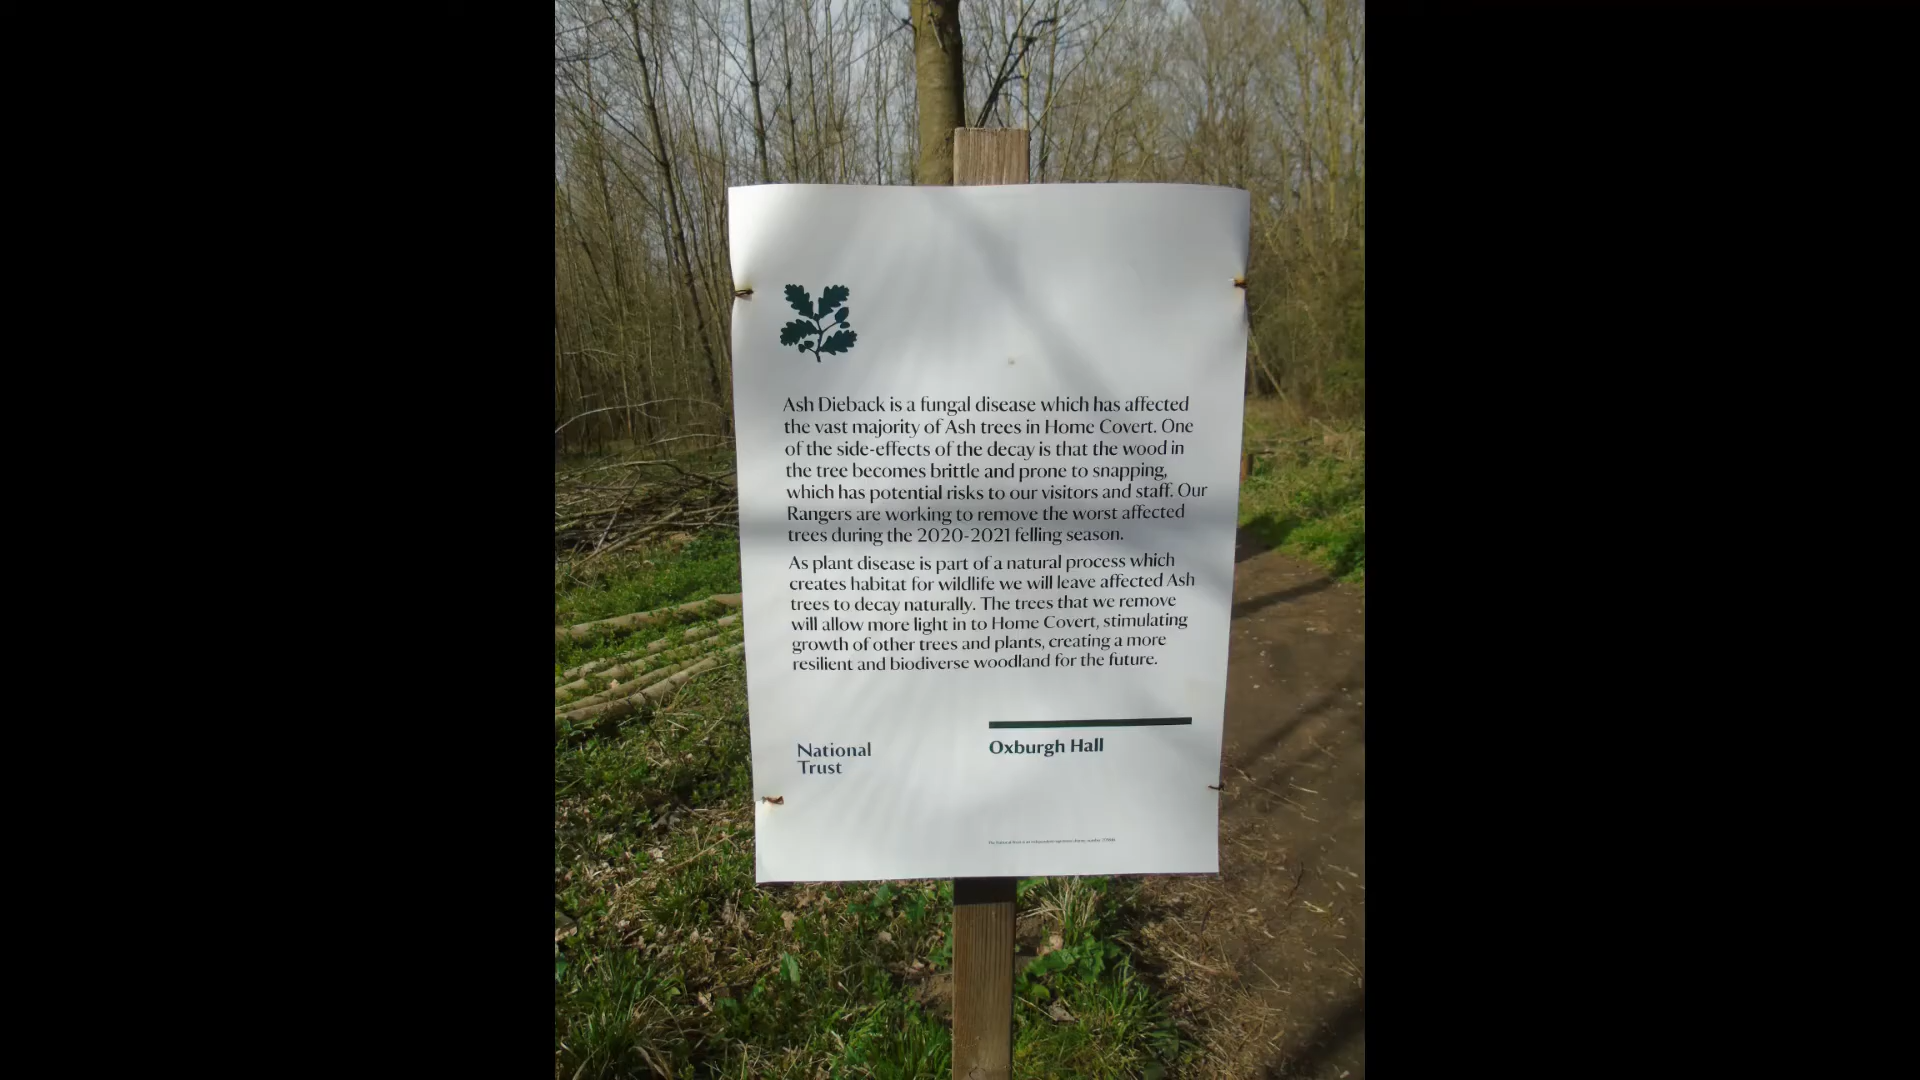 Ash Dieback is a fungal disease which has affected
the vast majority of Ash trees in Home Covert. One
of the side-effects of the decay is that the wood in
the tree becomes brittle and prone to snapping,
which has potential risks to our visitors and staff. Our
Rangers are working to remove the worst affected
trees during the 2020-2021 felling season.
As plant disease is part of a natural process which
creates habitat for wildlife we will leave affected Ash
trees to decay naturally. The trees that we remove
will allow more light in to Home Covert, stimulating
growth of other trees and plants, creating a more
resilient and biodiverse woodland for the future.
National
Trust
Oxburgh Hall